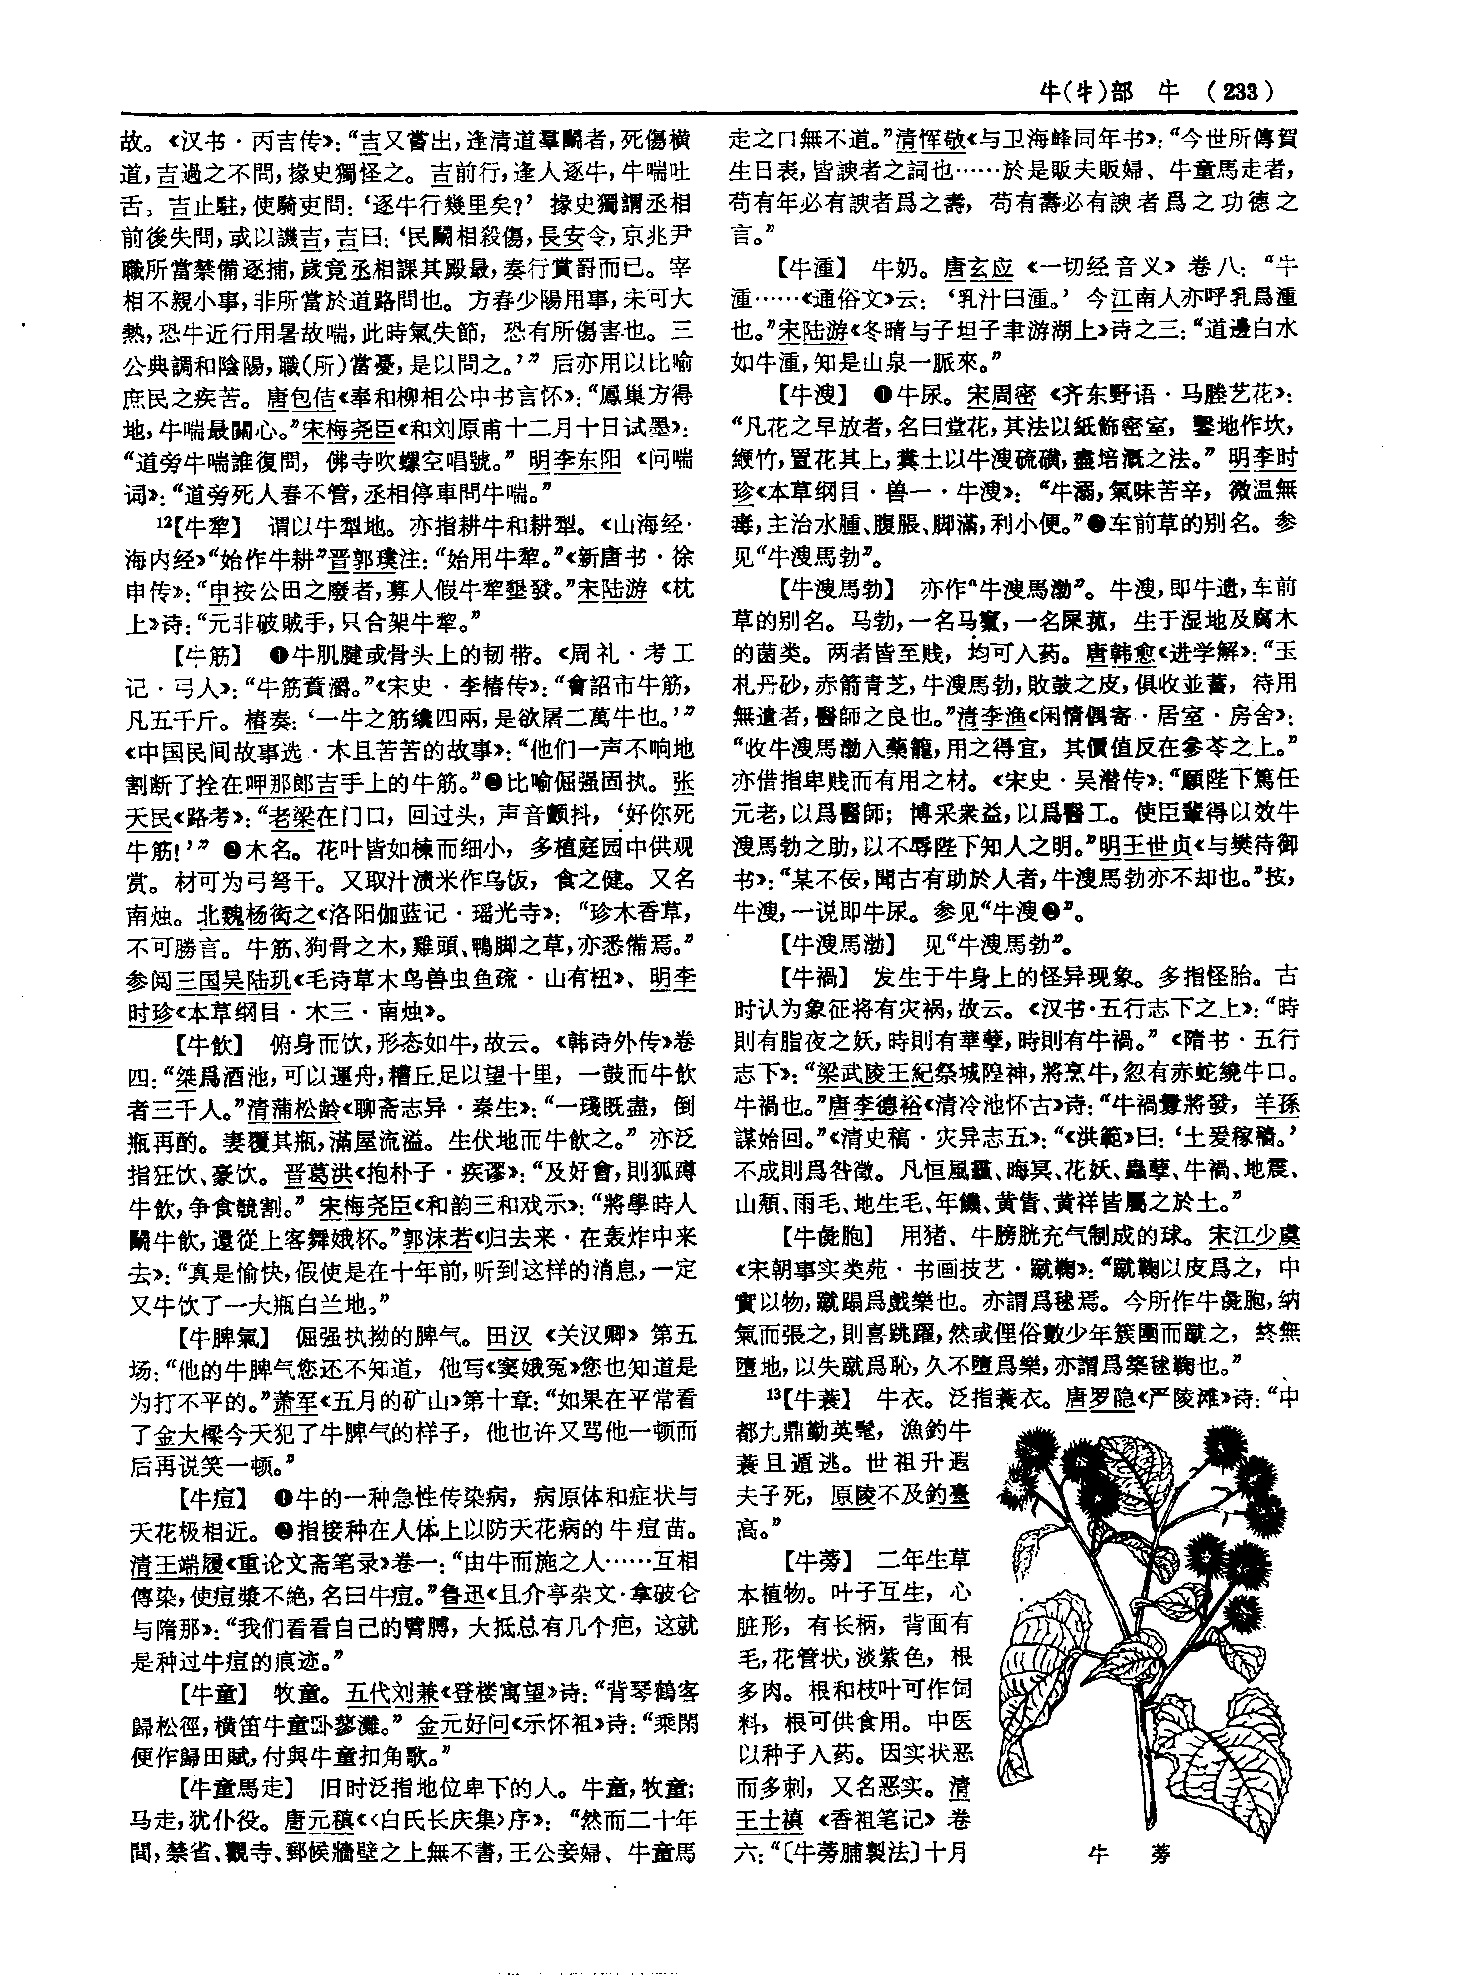 牛(牜)部　牛　(233)
故。《汉书·丙吉传》：“吉又嘗出，逢清道羣鬭者，死傷横
道，吉過之不問，掾史獨怪之。吉前行，逢人逐牛，牛喘吐
舌，吉止駐，使騎吏問：‘逐牛行幾里矣？’掾史獨謂丞相
前後失問，或以譏吉，吉曰：‘民鬭相殺傷，長安令，京兆尹
職所當禁備逐捕，歲竟丞相課其殿最，奏行賞罰而已。宰
相不親小事，非所當於道路問也。方春少陽用事，未可大
熱，恐牛近行用暑故喘，此時氣失節，恐有所傷害也。三
公典調和陰陽，職(所)當憂，是以問之。’”后亦用以比喻
庶民之疾苦。唐包佶《奉和柳相公中书言怀》：“鳳巢方得
地，牛喘最關心。”宋梅尧臣《和刘原甫十二月十日试墨》：
“道旁牛喘誰復問，佛寺吹螺空唱號。”明李东阳《问喘
词》：“道旁死人春不管，丞相停車問牛喘。”
¹²【牛犂】　谓以牛犁地。亦指耕牛和耕犁。《山海经·
海内经》“始作牛耕”晋郭璞注：“始用牛犂。”《新唐书·徐
申传》：“申按公田之廢者，募人假牛犂墾發。”宋陆游《枕
上》诗：“元非破賊手，只合架牛犂。”
【牛筋】　❶牛肌腱或骨头上的韧带。《周礼·考工
记·弓人》：“牛筋蕡灂。”《宋史·李椿传》：“會詔市牛筋，
凡五千斤。椿奏：‘一牛之筋纔四兩，是欲屠二萬牛也。’”
《中国民间故事选·木且苦苦的故事》：“他们一声不响地
割断了拴在呷那郎吉手上的牛筋。”❷比喻倔强固执。张
天民《路考》：“老梁在门口，回过头，声音颤抖，‘好你死
牛筋！’”❸木名。花叶皆如楝而细小，多植庭园中供观
赏。材可为弓弩干。又取汁渍米作乌饭，食之健。又名
南烛。北魏杨衒之《洛阳伽蓝记·瑶光寺》：“珍木香草，
不可勝言。牛筋、狗骨之木，雞頭、鴨脚之草，亦悉備焉。”
参阅三国吴陆玑《毛诗草木鸟兽虫鱼疏·山有杻》、明李
时珍《本草纲目·木三·南烛》。
【牛飲】　俯身而饮，形态如牛，故云。《韩诗外传》卷
四：“桀爲酒池，可以運舟，糟丘足以望十里，一鼓而牛飲
者三千人。”清蒲松龄《聊斋志异·秦生》：“一琖既盡，倒
瓶再酌。妻覆其瓶，滿屋流溢。生伏地而牛飲之。”亦泛
指狂饮、豪饮。晋葛洪《抱朴子·疾谬》：“及好會，則狐蹲
牛飲，争食競割。”宋梅尧臣《和韵三和戏示》：“將學時人
鬭牛飲，還從上客舞娥杯。”郭沫若《归去来·在轰炸中来
去》：“真是愉快，假使是在十年前，听到这样的消息，一定
又牛饮了一大瓶白兰地。”
【牛脾氣】　倔强执拗的脾气。田汉《关汉卿》第五
场：“他的牛脾气您还不知道，他写《窦娥冤》您也知道是
为打不平的。”萧军《五月的矿山》第十章：“如果在平常看
了金大樑今天犯了牛脾气的样子，他也许又骂他一顿而
后再说笑一顿。”
【牛痘】　❶牛的一种急性传染病，病原体和症状与
天花极相近。❷指接种在人体上以防天花病的牛痘苗。
清王端履《重论文斋笔录》卷一：“由牛而施之人……互相
傳染，使痘漿不絶，名曰牛痘。”鲁迅《且介亭杂文·拿破仑
与隋那》：“我们看看自己的臂膊，大抵总有几个疤，这就
是种过牛痘的痕迹。”
【牛童】　牧童。五代刘兼《登楼寓望》诗：“背琴鶴客
歸松徑，横笛牛童卧蓼灘。”金元好问《示怀祖》诗：“乘閑
便作歸田賦，付與牛童扣角歌。”
【牛童馬走】　旧时泛指地位卑下的人。牛童，牧童；
马走，犹仆役。唐元稹《〈白氏长庆集〉序》：“然而二十年
間，禁省、觀寺、郵候牆壁之上無不書，王公妾婦、牛童馬
走之口無不道。”清恽敬《与卫海峰同年书》：“今世所傳賀
生日表，皆諛者之詞也……於是販夫販婦、牛童馬走者，
苟有年必有諛者爲之壽，苟有壽必有諛者爲之功德之
言。”
【牛湩】　牛奶。唐玄应《一切经音义》卷八：“牛
湩……《通俗文》云：‘乳汁曰湩。’今江南人亦呼乳爲湩
也。”宋陆游《冬晴与子坦子聿游湖上》诗之三：“道邊白水
如牛湩，知是山泉一脈來。”
【牛溲】　❶牛尿。宋周密《齐东野语·马塍艺花》：
“凡花之早放者，名曰堂花，其法以紙飾密室，鑿地作坎，
緶竹，置花其上，糞土以牛溲硫磺，盡培溉之法。”明李时
珍《本草纲目·兽一·牛溲》：“牛溺，氣味苦辛，微温無
毒，主治水腫、腹脹、脚滿，利小便。”❷车前草的别名。参
见“牛溲馬勃”。
【牛溲馬勃】　亦作“牛溲馬渤”。牛溲，即牛遗，车前
草的别名。马勃，一名马窠，一名屎菰，生于湿地及腐木
的菌类。两者皆至贱，均可入药。唐韩愈《进学解》：“玉
札丹砂，赤箭青芝，牛溲馬勃，敗鼓之皮，俱收並蓄，待用
無遺者，醫師之良也。”清李渔《闲情偶寄·居室·房舍》：
“收牛溲馬渤入藥籠，用之得宜，其價值反在參苓之上。”
亦借指卑贱而有用之材。《宋史·吴潜传》：“願陛下篤任
元老，以爲醫師；博采衆益，以爲醫工。使臣輩得以效牛
溲馬勃之助，以不辱陛下知人之明。”明王世贞《与樊待御
书》：“某不佞，聞古有助於人者，牛溲馬勃亦不却也。”按，
牛溲，一说即牛尿。参见“牛溲❷”。
【牛溲馬渤】　见“牛溲馬勃”。
【牛禍】　发生于牛身上的怪异现象。多指怪胎。古
时认为象征将有灾祸，故云。《汉书·五行志下之上》：“時
則有脂夜之妖，時則有華孽，時則有牛禍。”《隋书·五行
志下》：“梁武陵王紀祭城隍神，將烹牛，忽有赤蛇繞牛口。
牛禍也。”唐李德裕《清冷池怀古》诗：“牛禍釁將發，羊孫
謀始回。”《清史稿·灾异志五》：“《洪範》曰：‘土爰稼穡。’
不成則爲咎徵。凡恒風霾、晦冥、花妖、蟲孽、牛禍、地震、
山頽、雨毛、地生毛、年饑、黄眚、黄祥皆屬之於土。”
【牛彘胞】　用猪、牛膀胱充气制成的球。宋江少虞
《宋朝事实类苑·书画技艺·蹴鞠》：“蹴鞠以皮爲之，中
實以物，蹴蹋爲戲樂也。亦謂爲毬焉。今所作牛彘胞，纳
氣而張之，則喜跳躍，然或俚俗數少年簇圍而蹴之，終無
墮地，以失蹴爲恥，久不墮爲樂，亦謂爲築毬鞠也。”
¹³【牛蓑】　牛衣。泛指蓑衣。唐罗隐《严陵滩》诗：“中
都九鼎勤英髦，漁釣牛
蓑且遁逃。世祖升遐
夫子死，原陵不及釣臺
高。”
【牛蒡】　二年生草
本植物。叶子互生，心
脏形，有长柄，背面有
毛，花管状，淡紫色，根
多肉。根和枝叶可作饲
料，根可供食用。中医
以种子入药。因实状恶
而多刺，又名恶实。清
王士禛《香祖笔记》卷
六：“〔牛蒡脯製法〕十月
牛　蒡